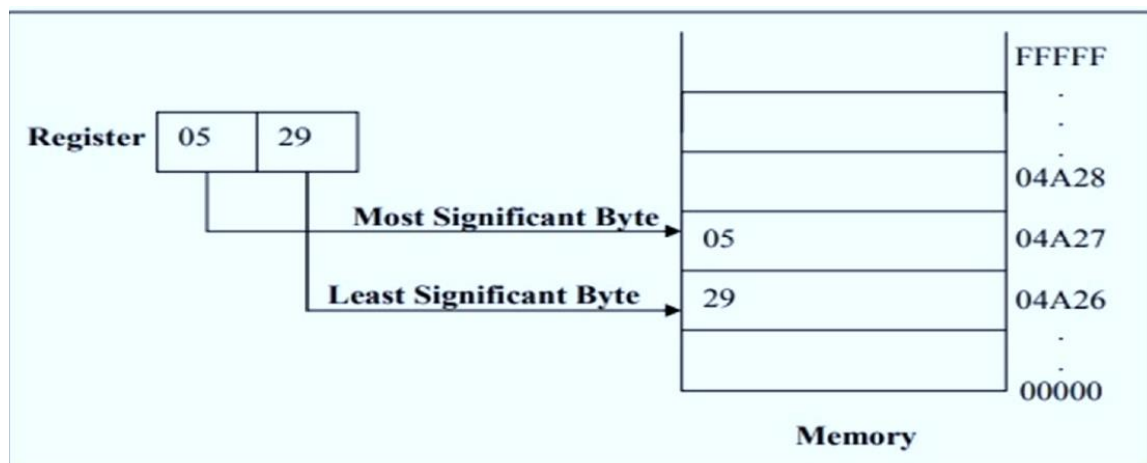 FFFFF
.
.
.
Register 05 29
04A28
Most Significant Byte
05 04A27
Least Significant Byte
29 04A26
.
.
00000
Memory